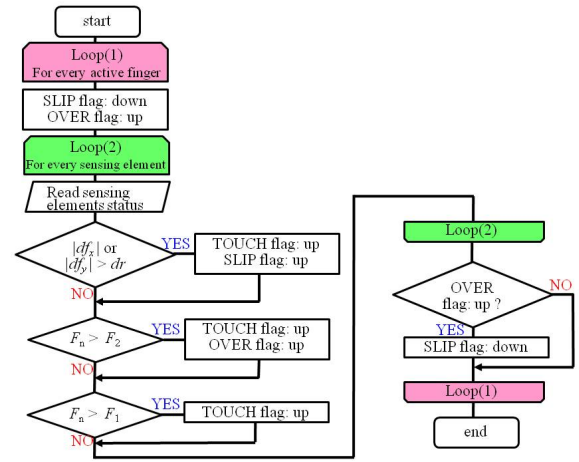 start
Loop(1)
For every active finger
SLIP flag: down
OVER flag: up
Loop(2)
For every sensing element
Read sensing
elements status
|dfx| or
|dfy| > dr
YES
TOUCH flag: up
SLIP flag: up
NO
Fn > F2
YES
TOUCH flag: up
OVER flag: up
NO
Fn > F1
YES
TOUCH flag: up
NO
Loop(2)
OVER
flag: up ?
NO
YES
SLIP flag: down
Loop(1)
end